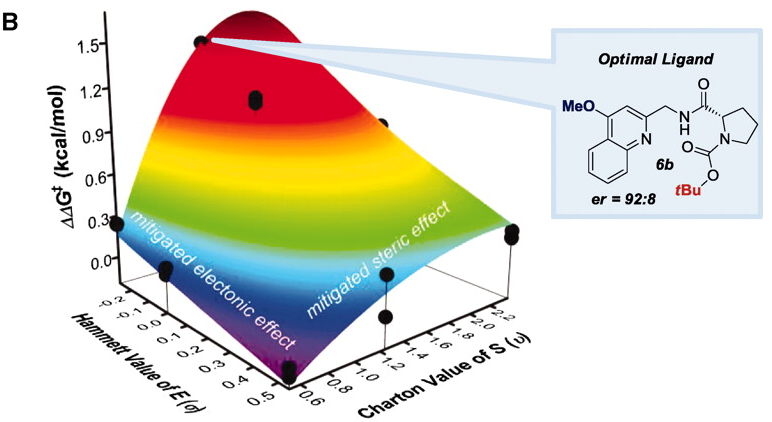 B
ΔΔG‡ (kcal/mol)
1.5
1.2
0.9
0.6
0.3
0.0
mitigated electonic effect
mitigated steric effect
-0.2
-0.1
0.0
0.1
0.2
0.3
0.4
0.5
Hammett Value of E (σ)
0.6
0.8
1.0
1.2
1.4
1.6
1.8
2.0
2.2
Charton Value of S (υ)
Optimal Ligand
MeO
N
N
H
O
N
O
O
tBu
6b
er = 92:8